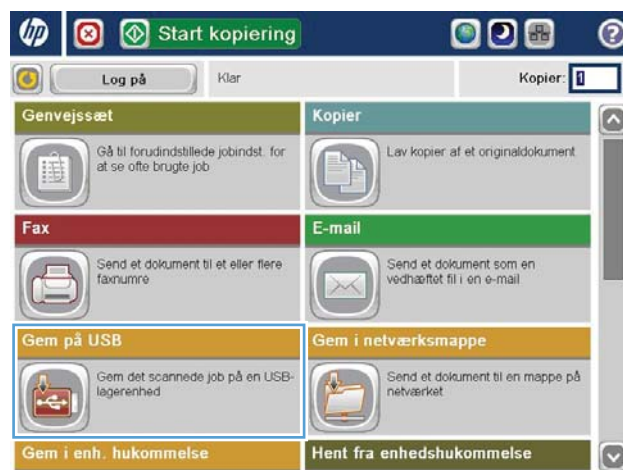 hp
Start kopiering
?
Log på
Klar
Kopier: 1
Genvejssæt
Gå til forudindstillede jobindst. for
at se ofte brugte job
Kopier
Lav kopier af et originaldokument
Fax
Send et dokument til et eller flere
faxnumre
E-mail
Send et dokument som en
vedhæftet fil i en e-mail
Gem på USB
Gem det scannede job på en USB-
lagerenhed
Gem i netværksmappe
Send et dokument til en mappe på
netværket
Gem i enh. hukommelse
Hent fra enhedshukommelse